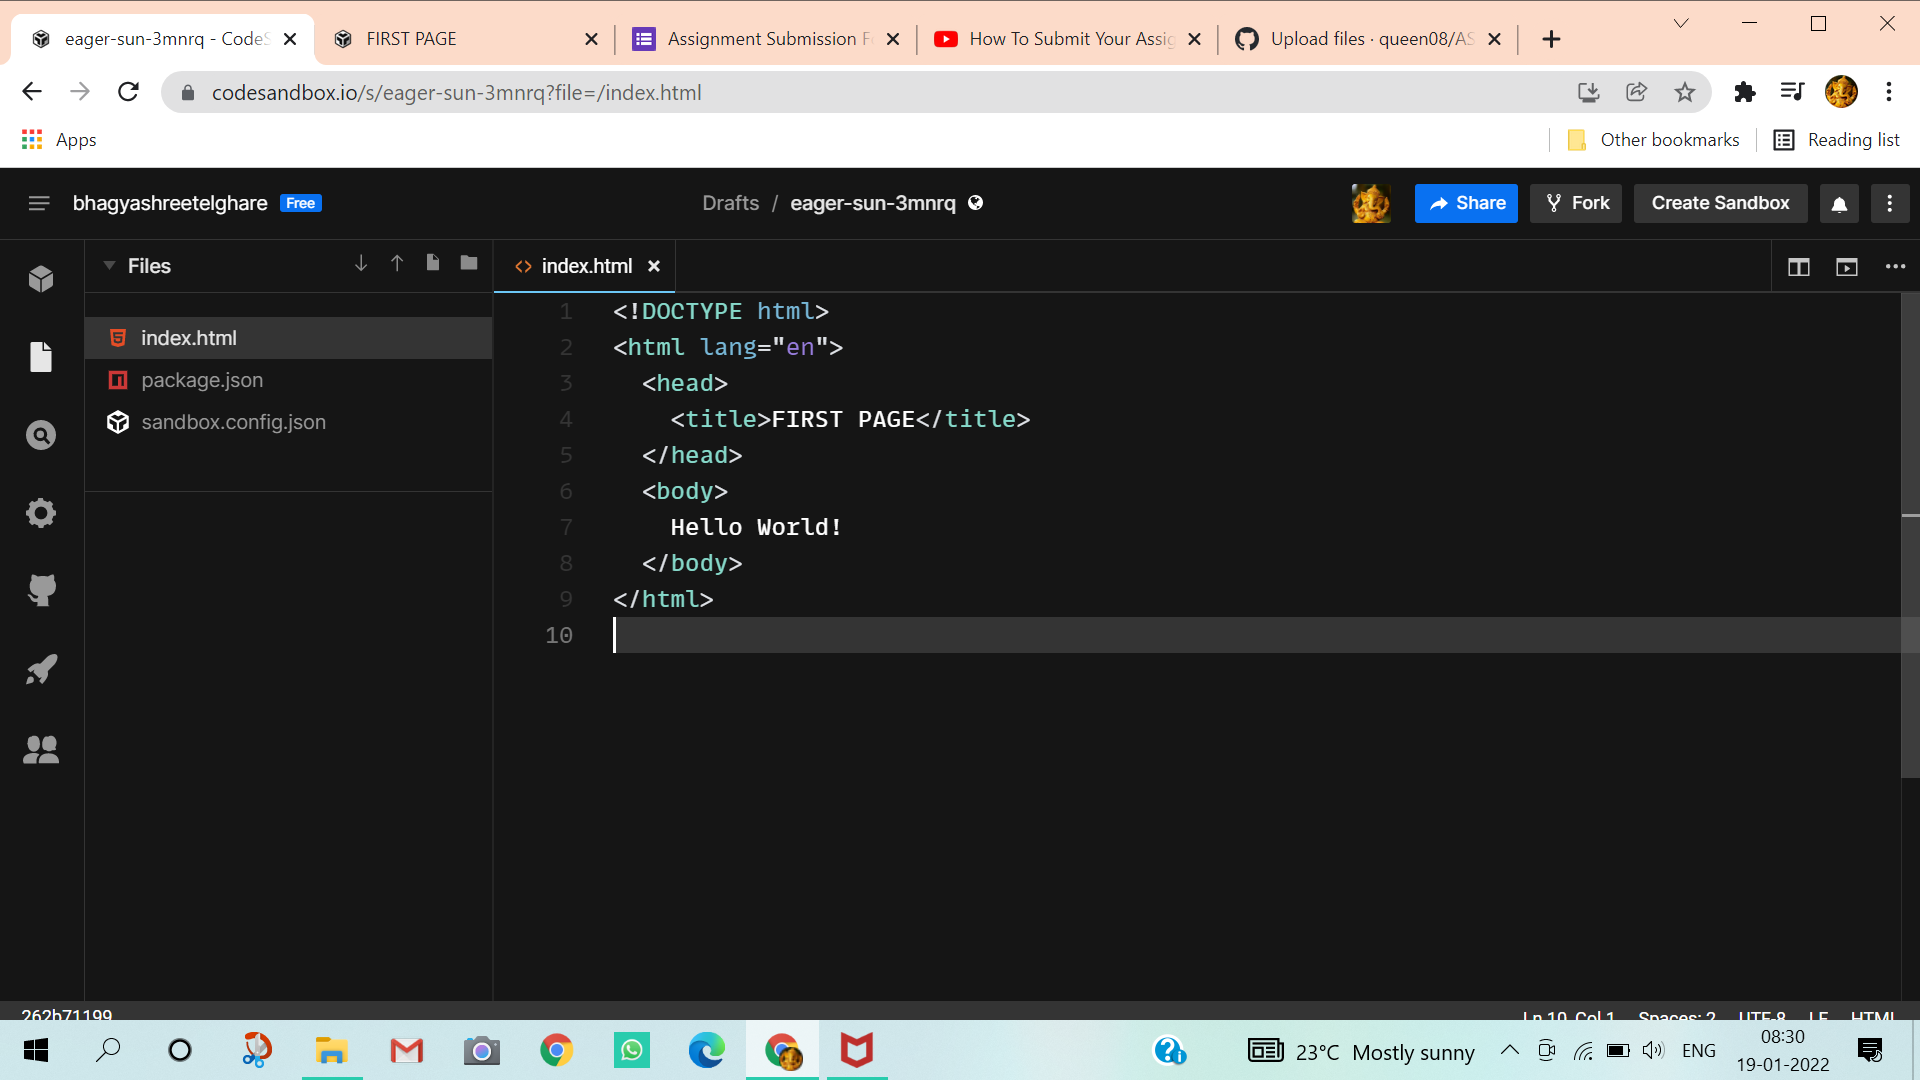 eager-sun-3mnrq - CodeS
FIRST PAGE
Assignment Submission F
How To Submit Your Assig
Upload files · queen08/AS
codesandbox.io/s/eager-sun-3mnrq?file=/index.html
Apps
Other bookmarks
Reading list
bhagyashreetelghare Free
Drafts / eager-sun-3mnrq
Share
Fork
Create Sandbox
Files
index.html
index.html
package.json
sandbox.config.json
1 <!DOCTYPE html>
2 <html lang="en">
3 <head>
4 <title>FIRST PAGE</title>
5 </head>
6 <body>
7 Hello World!
8 </body>
9 </html>
10
262b71199
Ln 10, Col 1 Spaces: 2 UTF-8 LF HTML
23°C Mostly sunny
ENG
08:30
19-01-2022